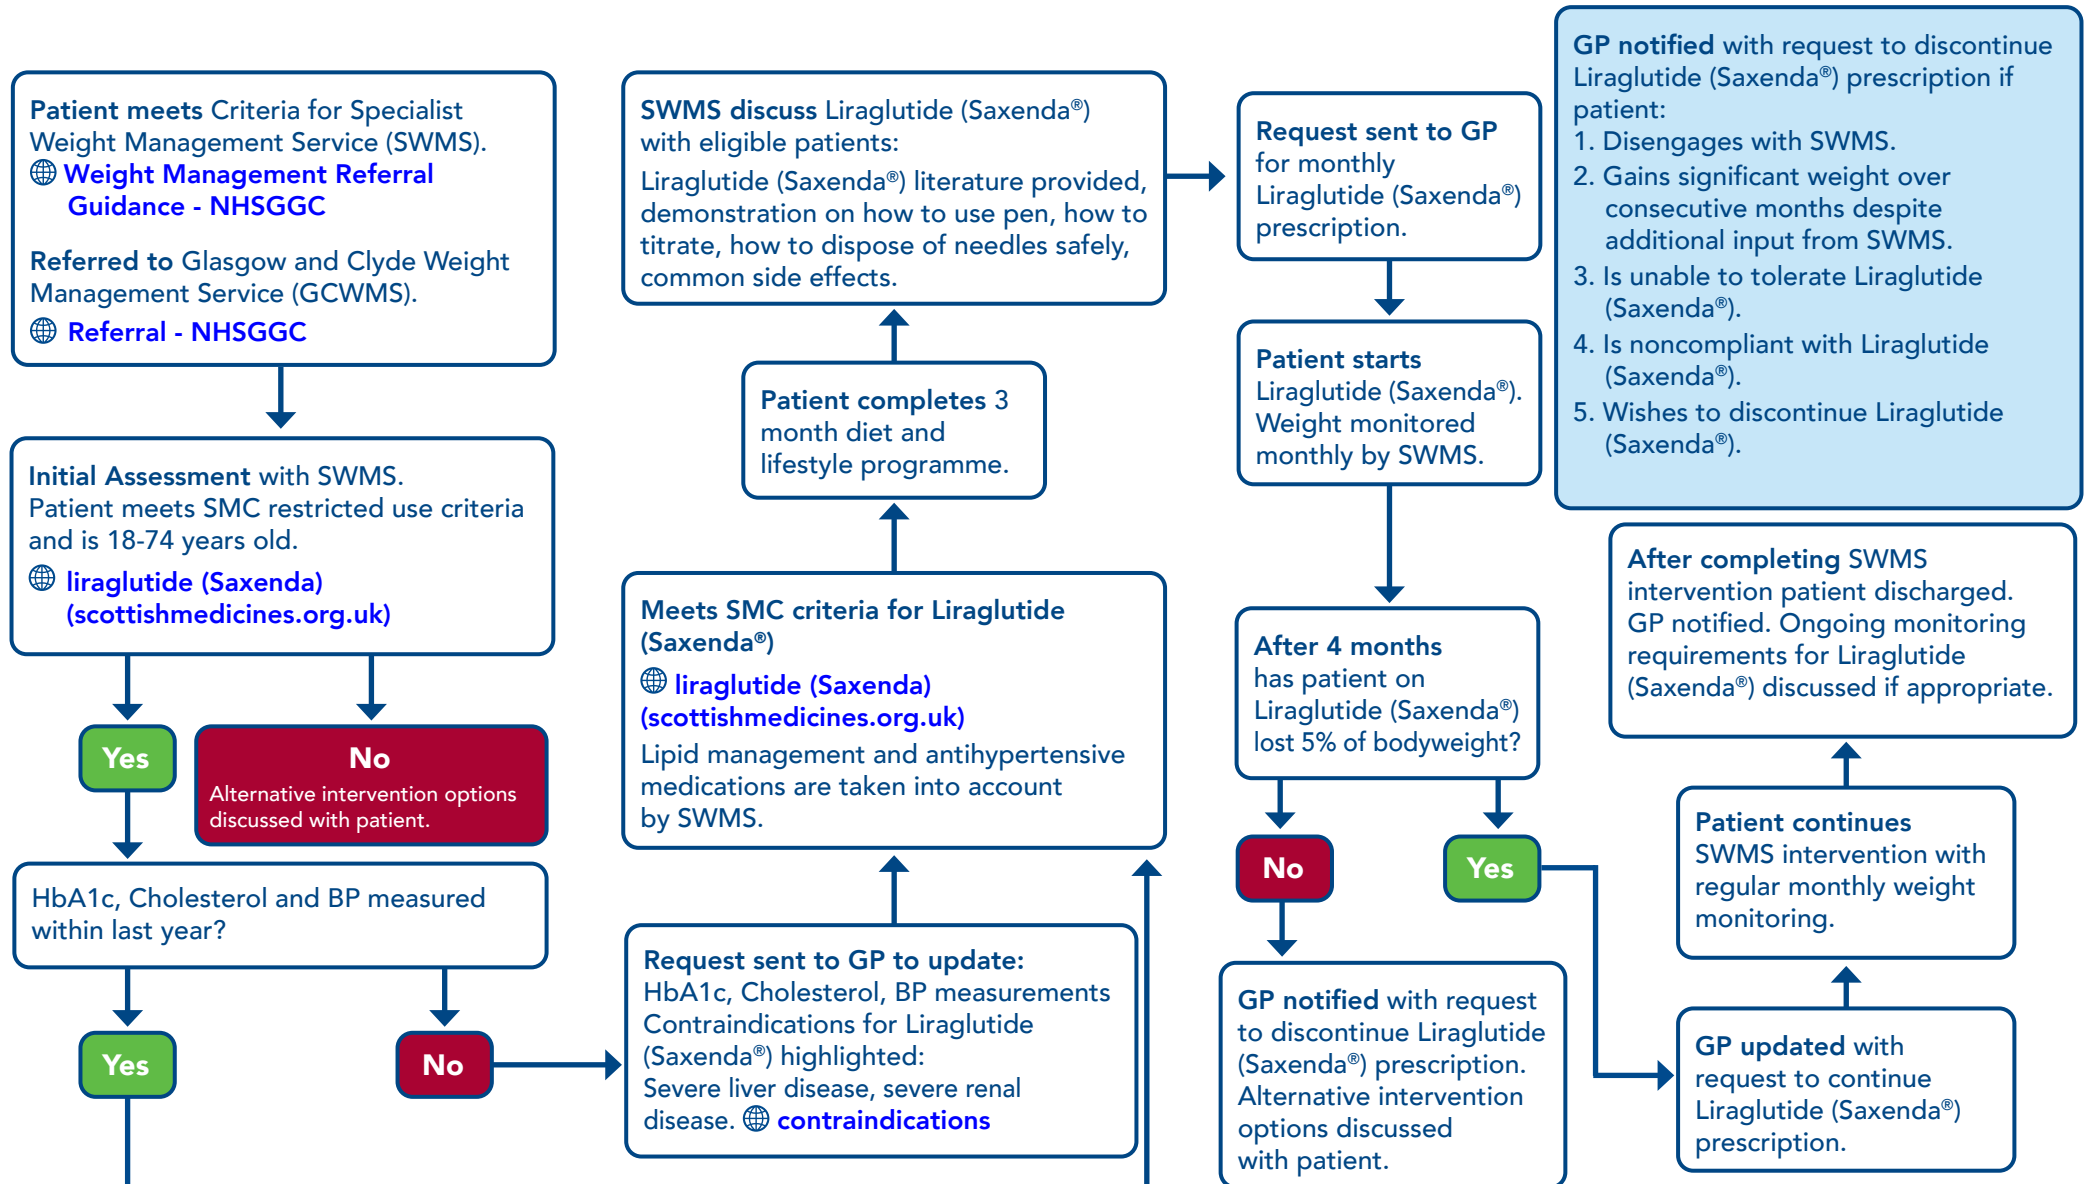 Patient meets Criteria for Specialist
Weight Management Service (SWMS).
Weight Management Referral
Guidance - NHSGGC
Referred to Glasgow and Clyde Weight
Management Service (GCWMS).
Referral - NHSGGC
Initial Assessment with SWMS.
Patient meets SMC restricted use criteria
and is 18-74 years old.
liraglutide (Saxenda)
(scottishmedicines.org.uk)
Yes
No
Alternative intervention options
discussed with patient.
HbA1c, Cholesterol and BP measured
within last year?
Yes
No
Request sent to GP to update:
HbA1c, Cholesterol, BP measurements
Contraindications for Liraglutide
(Saxenda®) highlighted:
Severe liver disease, severe renal
disease. contraindications
Meets SMC criteria for Liraglutide
(Saxenda®)
liraglutide (Saxenda)
(scottishmedicines.org.uk)
Lipid management and antihypertensive
medications are taken into account
by SWMS.
Patient completes 3
month diet and
lifestyle programme.
SWMS discuss Liraglutide (Saxenda®)
with eligible patients:
Liraglutide (Saxenda®) literature provided,
demonstration on how to use pen, how to
titrate, how to dispose of needles safely,
common side effects.
Request sent to GP
for monthly
Liraglutide (Saxenda®)
prescription.
Patient starts
Liraglutide (Saxenda®).
Weight monitored
monthly by SWMS.
After 4 months
has patient on
Liraglutide (Saxenda®)
lost 5% of bodyweight?
No
Yes
GP notified with request
to discontinue Liraglutide
(Saxenda®) prescription.
Alternative intervention
options discussed
with patient.
GP updated with
request to continue
Liraglutide (Saxenda®)
prescription.
Patient continues
SWMS intervention with
regular monthly weight
monitoring.
After completing SWMS
intervention patient discharged.
GP notified. Ongoing monitoring
requirements for Liraglutide
(Saxenda®) discussed if appropriate.
GP notified with request to discontinue
Liraglutide (Saxenda®) prescription if
patient:
1. Disengages with SWMS.
2. Gains significant weight over
consecutive months despite
additional input from SWMS.
3. Is unable to tolerate Liraglutide
(Saxenda®).
4. Is noncompliant with Liraglutide
(Saxenda®).
5. Wishes to discontinue Liraglutide
(Saxenda®).